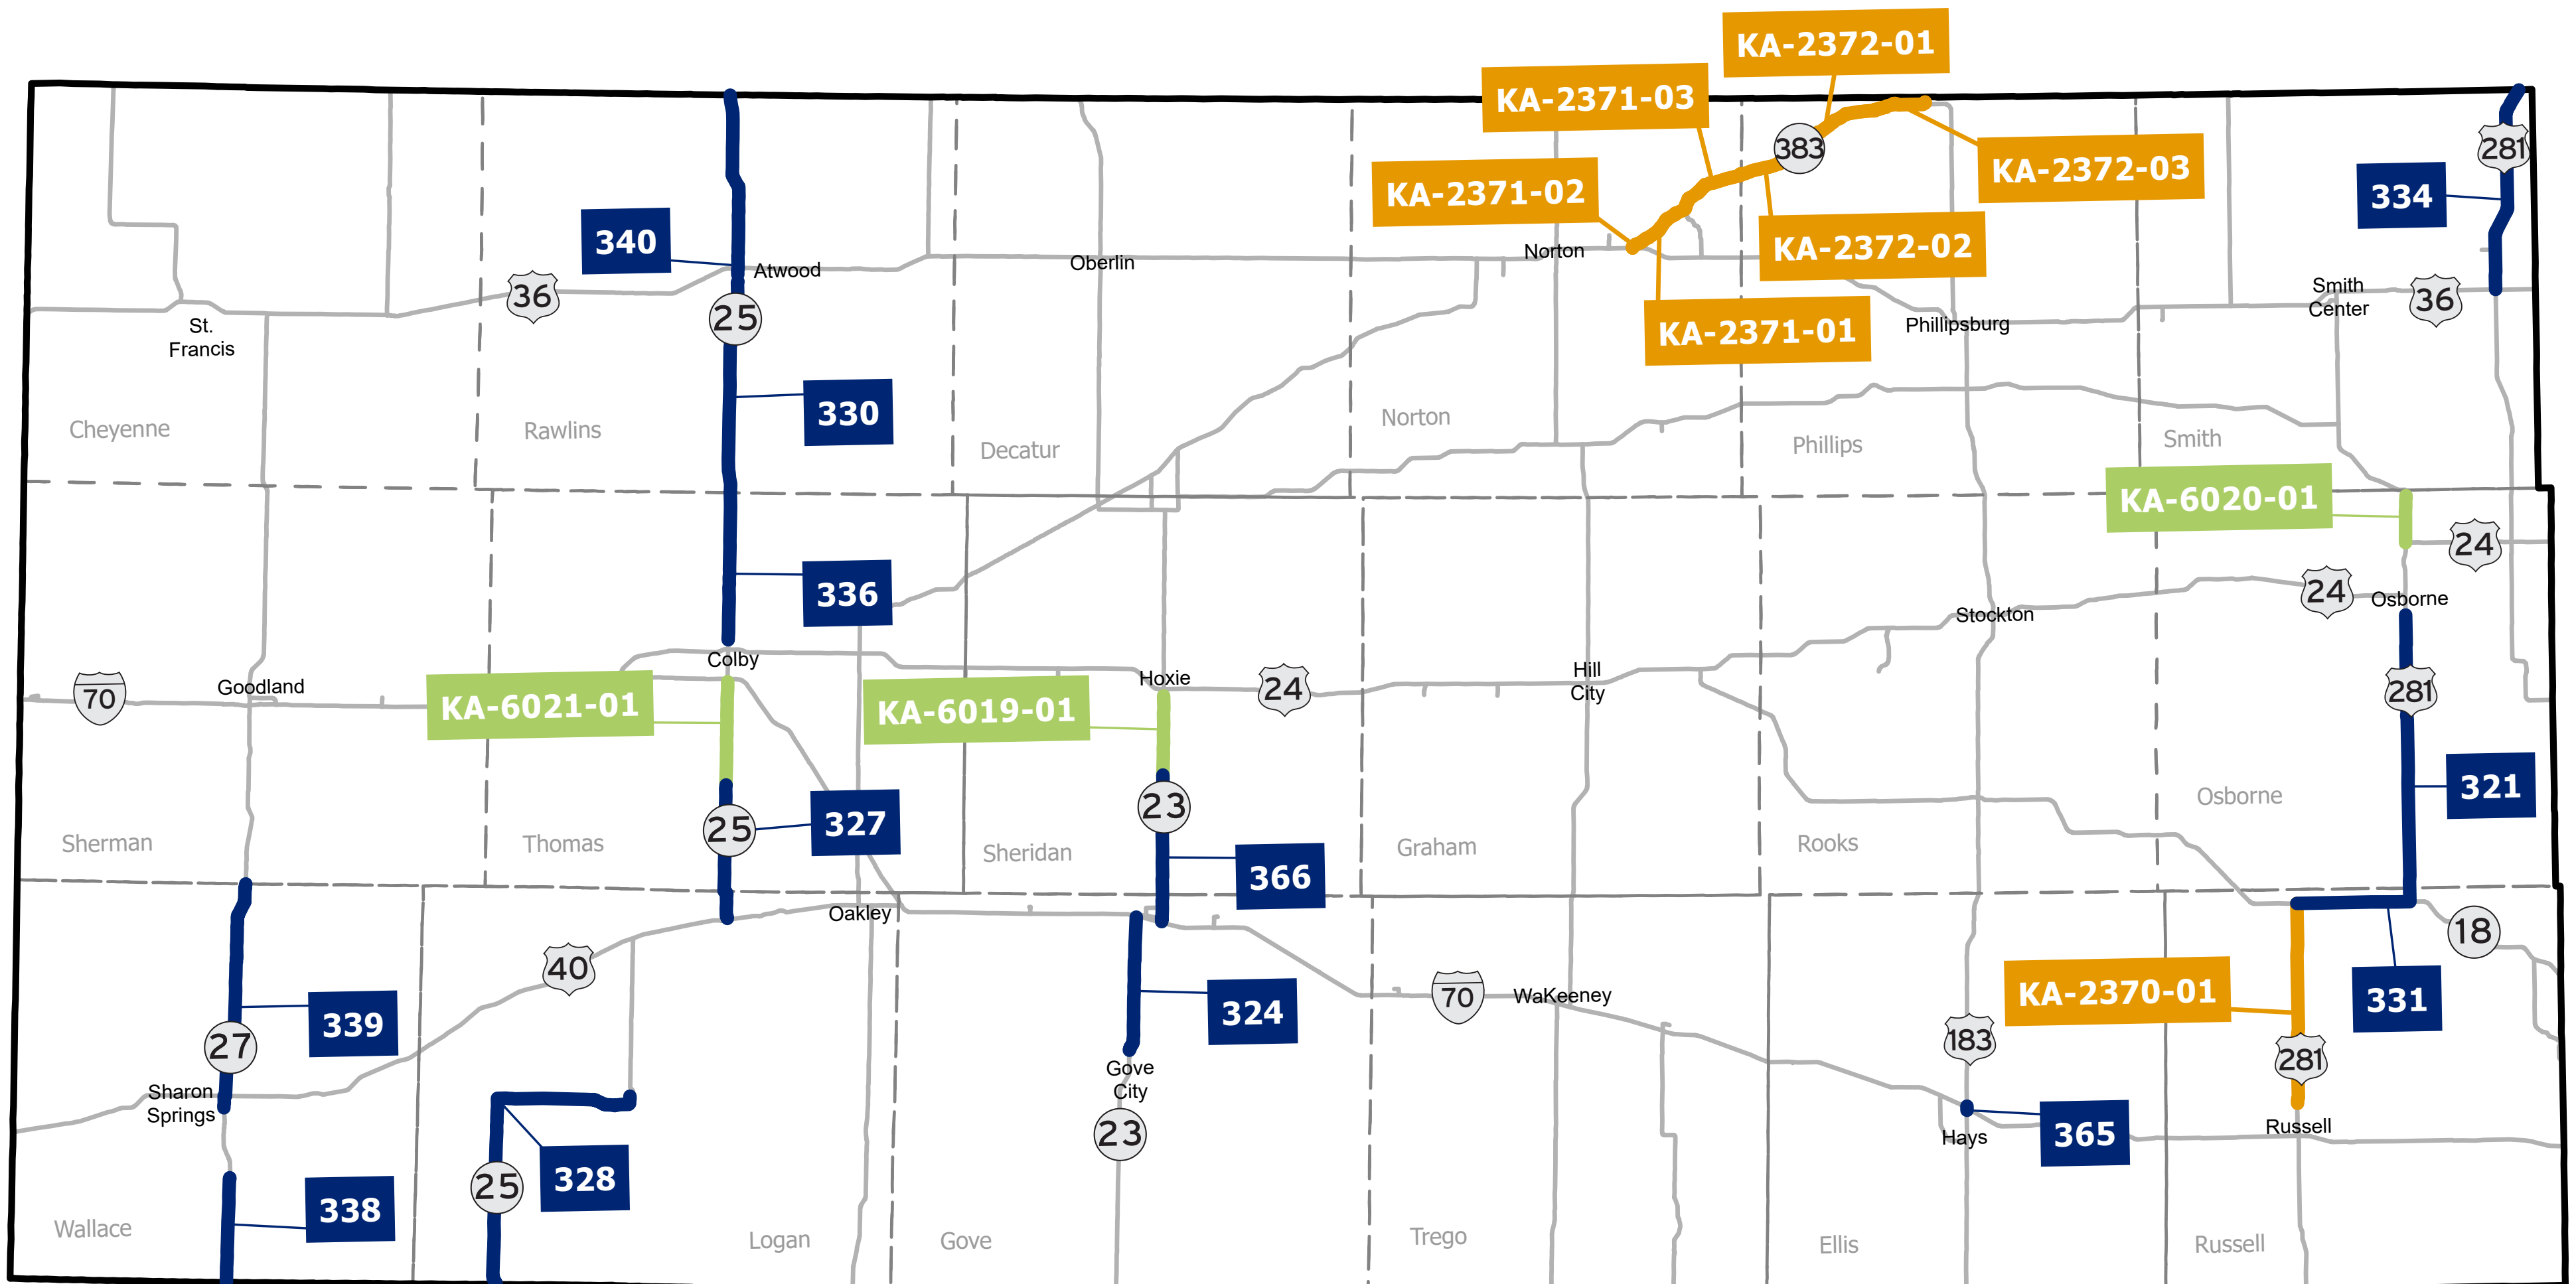 KA-2372-01
KA-2371-03
383
281
KA-2372-03
KA-2371-02
334
340
KA-2372-02
Norton
Oberlin
Atwood
36
Smith
Center
36
25
St.
Francis
KA-2371-01
Phillipsburg
330
Cheyenne
Rawlins
Decatur
Norton
Phillips
Smith
KA-6020-01
24
336
24
Osborne
Stockton
Colby
70
Goodland
KA-6021-01
Hoxie
KA-6019-01
24
Hill
City
281
321
Osborne
23
25
327
Sherman
Thomas
Sheridan
Graham
Rooks
366
Oakley
18
40
324
70
WaKeeney
KA-2370-01
331
339
27
183
281
Gove
City
Sharon
Springs
23
Hays
365
Russell
25
328
338
Wallace
Logan
Gove
Trego
Ellis
Russell